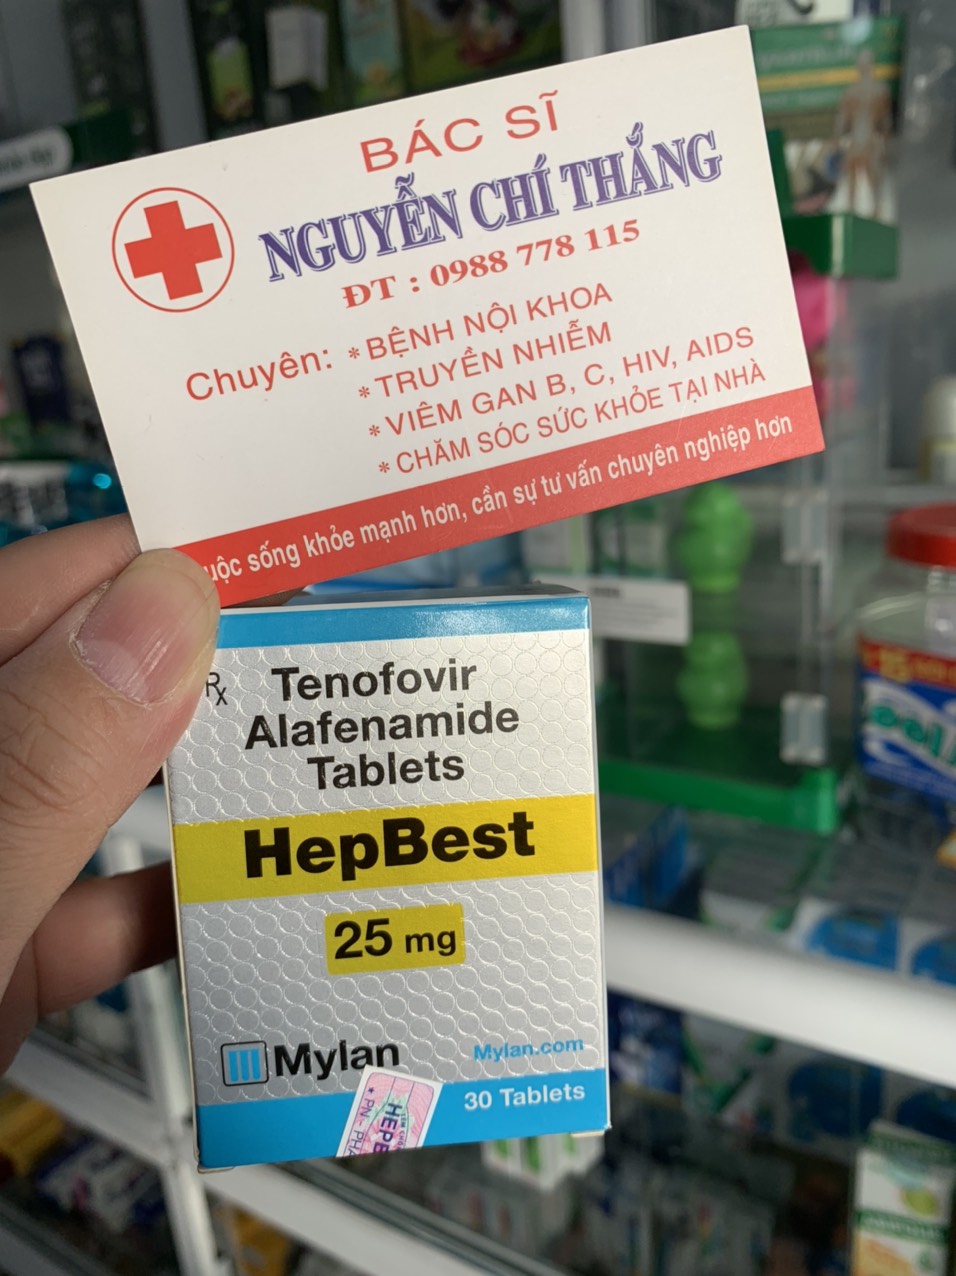 BÁC SĨ
NGUYỄN CHÍ THẮNG
ĐT : 0988 778 115
Chuyên: * BỆNH NỘI KHOA
* TRUYỀN NHIỄM
* VIÊM GAN B, C, HIV, AIDS
* CHĂM SÓC SỨC KHỎE TẠI NHÀ
sống khỏe mạnh hơn, cần sự tư vấn chuyên nghiệp hơn
Rx Tenofovir
Alafenamide
Tablets
HepBest
25 mg
Mylan Mylan.com
30 Tablets